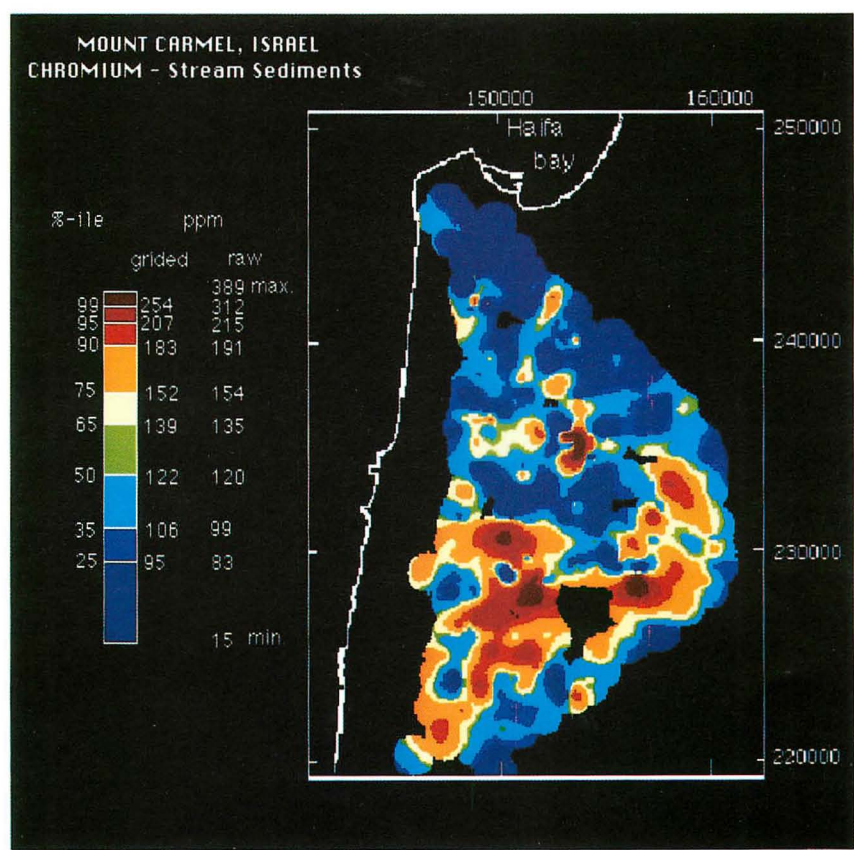 MOUNT CARMEL, ISRAEL
CHROMIUM - Stream Sediments
150000 160000
Haifa
bay
250000
240000
230000
220000
%-ile ppm
grided raw
389 max.
99 254 312
95 207 215
90 183 191
75 152 154
65 139 135
50 122 120
35 106 99
25 95 83
15 min